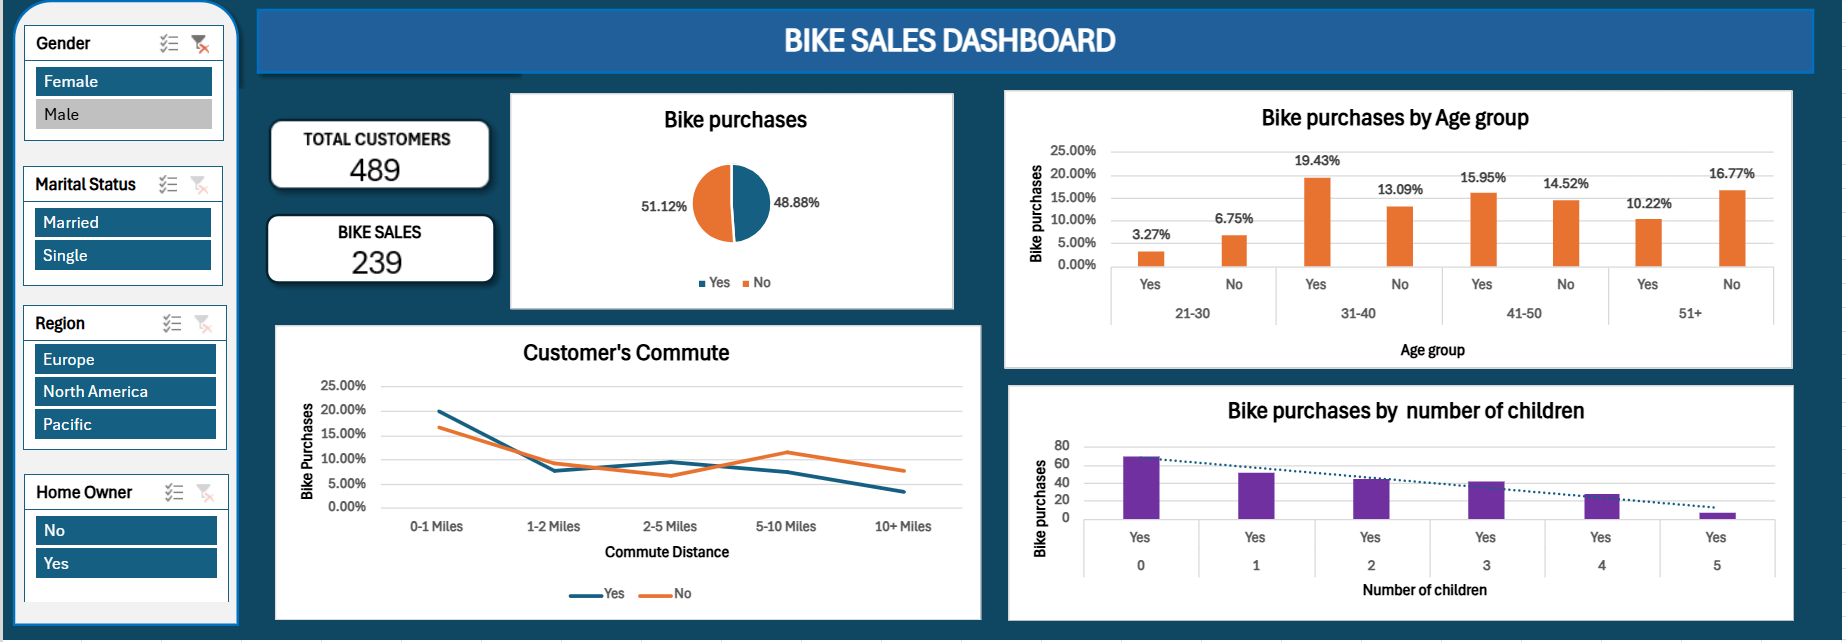 Gender
Female
Male
Marital Status
Married
Single
Region
Europe
North America
Pacific
Home Owner
No
Yes
BIKE SALES DASHBOARD
TOTAL CUSTOMERS
489
BIKE SALES
239
Bike purchases
51.12%
48.88%
Yes No
Customer's Commute
Bike Purchases
25.00%
20.00%
15.00%
10.00%
5.00%
0.00%
0-1 Miles 1-2 Miles 2-5 Miles 5-10 Miles 10+ Miles
Commute Distance
Yes No
Bike purchases by Age group
Bike purchases
25.00%
20.00%
15.00%
10.00%
5.00%
0.00%
3.27% 6.75% 19.43% 13.09% 15.95% 14.52% 10.22% 16.77%
Yes No Yes No Yes No Yes No
21-30 31-40 41-50 51+
Age group
Bike purchases by number of children
Bike purchases
80
60
40
20
0
Yes Yes Yes Yes Yes Yes
0 1 2 3 4 5
Number of children